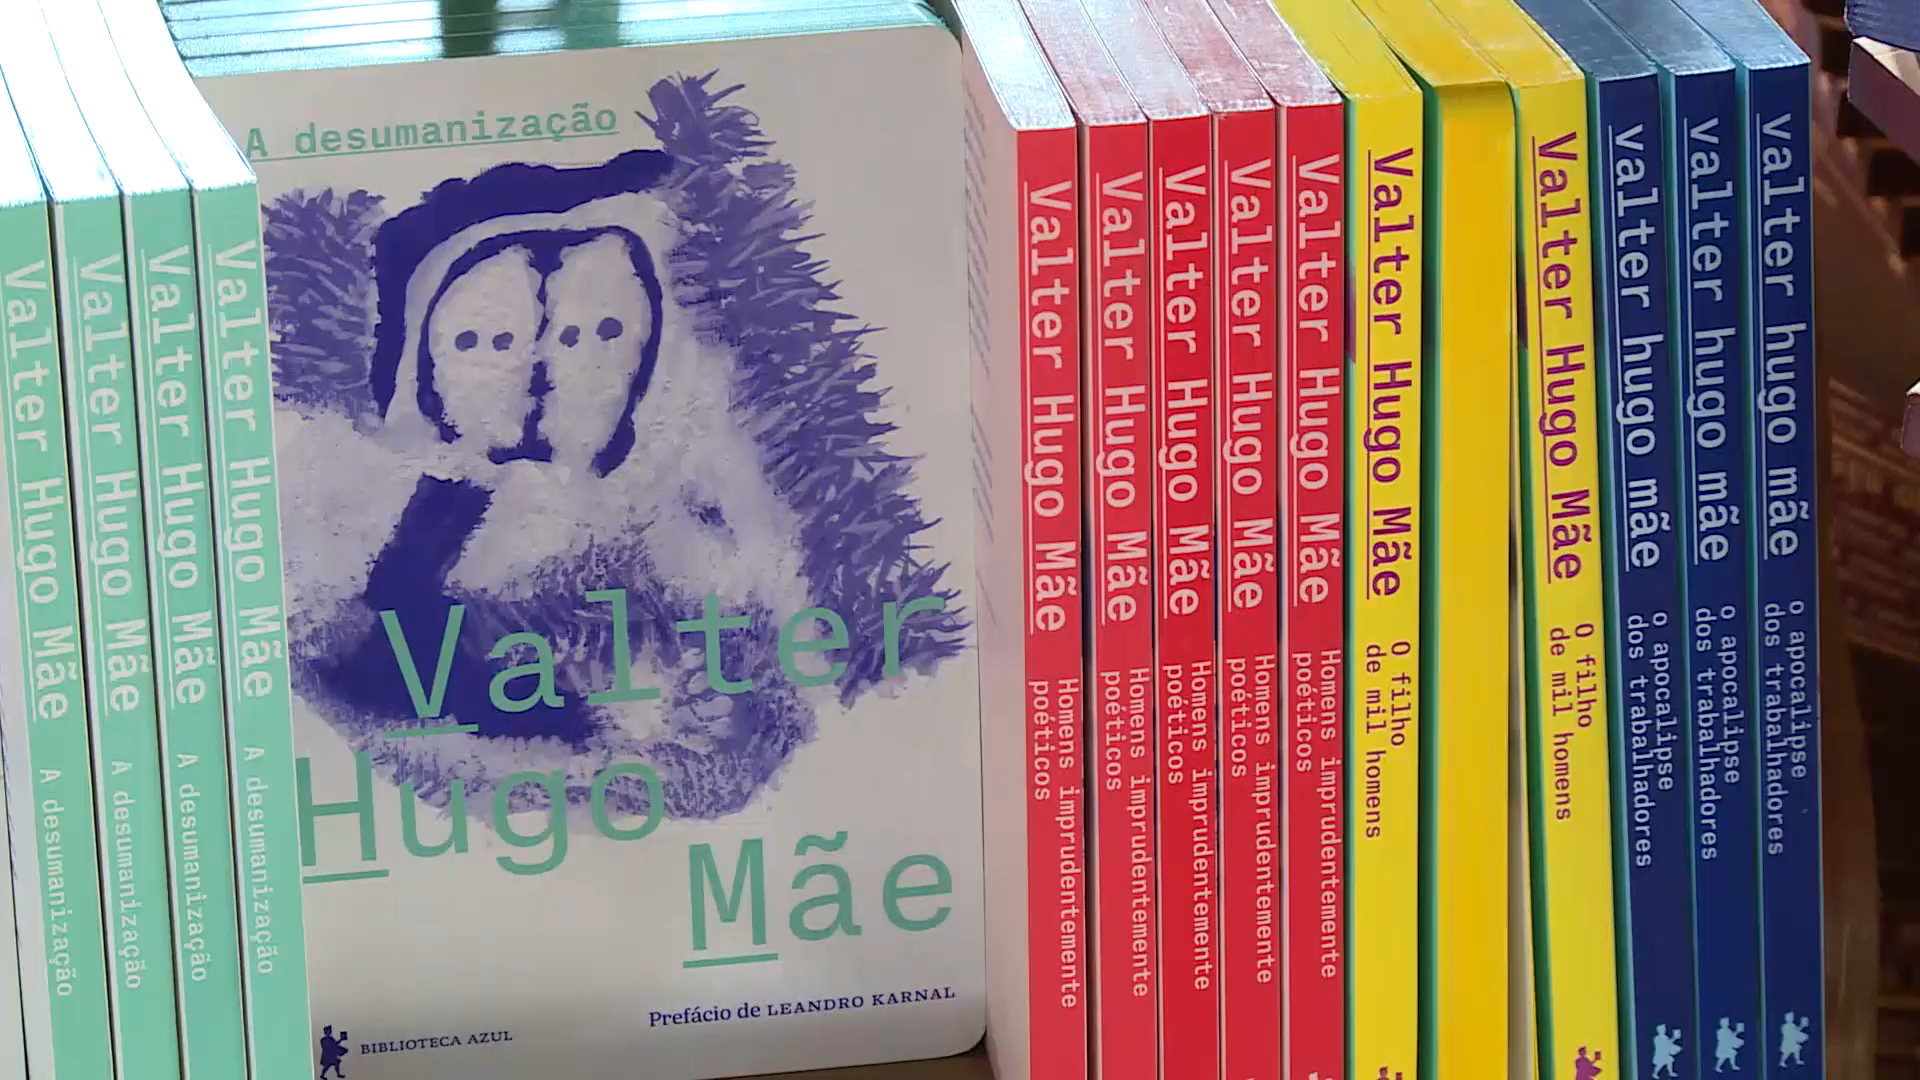 Valter Hugo Mãe A desumanização
Valter Hugo Mãe A desumanização
Valter Hugo Mãe A desumanização
Valter Hugo Mãe A desumanização
A desumanização
Valter
Hugo
Mãe
Prefácio de LEANDRO KARNAL
BIBLIOTECA AZUL
Valter Hugo Mãe Homens imprudentemente
poéticos
Valter Hugo Mãe Homens imprudentemente
poéticos
Valter Hugo Mãe Homens imprudentemente
poéticos
Valter Hugo Mãe Homens imprudentemente
poéticos
Valter Hugo Mãe Homens imprudentemente
poéticos
Valter Hugo Mãe O filho
de mil homens
Valter Hugo Mãe O filho
de mil homens
valter hugo mãe o apocalipse
dos trabalhadores
valter hugo mãe o apocalipse
dos trabalhadores
valter hugo mãe o apocalipse
dos trabalhadores